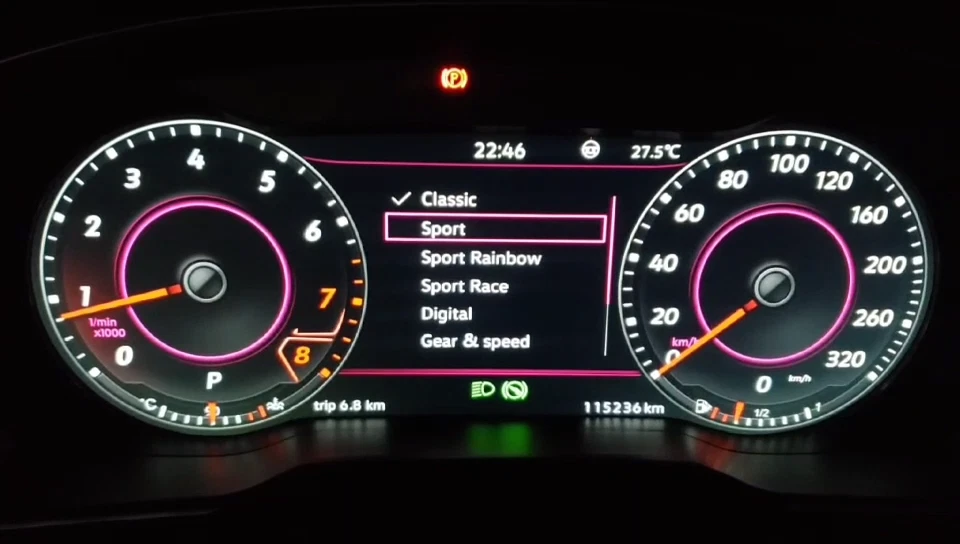 P
22:46
27.5°C
Classic
Sport
Sport Rainbow
Sport Race
Digital
Gear & speed
0
1
2
3
4
5
6
7
8
1/min
x1000
P
°C
90
trip 6.8 km
115236 km
0
20
40
60
80
100
120
160
200
260
320
km/h
0 km/h
1/2
1